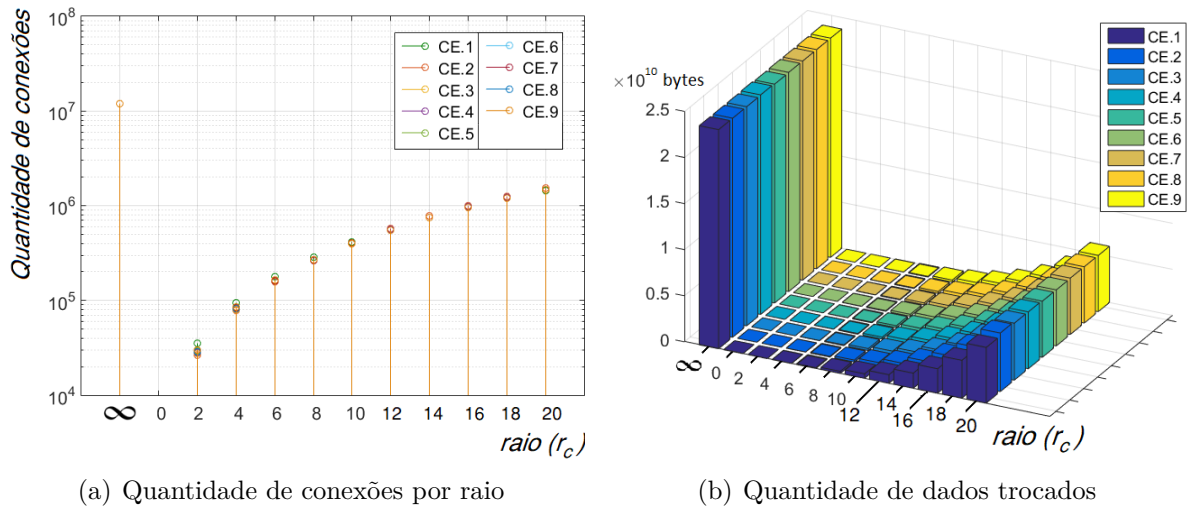 Quantidade de conexões
10^8
10^7
10^6
10^5
10^4
CE.1
CE.2
CE.3
CE.4
CE.5
CE.6
CE.7
CE.8
CE.9
∞ 0 2 4 6 8 10 12 14 16 18 20
raio (r_c)
(a) Quantidade de conexões por raio
×10^10 bytes
2.5
2
1.5
1
0.5
0
CE.1
CE.2
CE.3
CE.4
CE.5
CE.6
CE.7
CE.8
CE.9
∞ 0 2 4 6 8 10 12 14 16 18 20
raio (r_c)
(b) Quantidade de dados trocados